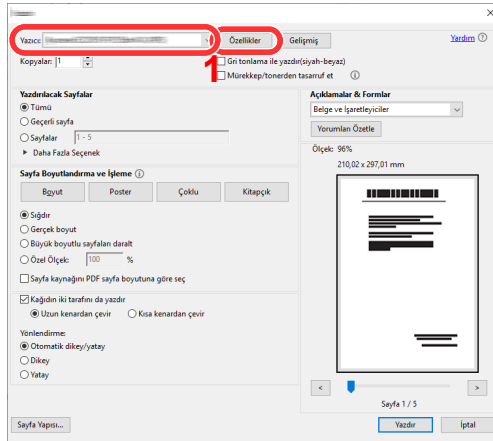 Yazıcı:
Özellikler
Gelişmiş
Yardım
Kopyalar: 1
Gri tonlama ile yazdır(siyah-beyaz)
Mürekkep/tonerden tasarruf et
1
Yazdırılacak Sayfalar
Tümü
Geçerli sayfa
Sayfalar 1 - 5
Daha Fazla Seçenek
Sayfa Boyutlandırma ve İşleme
Boyut Poster Çoklu Kitapçık
Sığdır
Gerçek boyut
Büyük boyutlu sayfaları daralt
Özel Ölçek: 100 %
Sayfa kaynağını PDF sayfa boyutuna göre seç
Kağıdın iki tarafını da yazdır
Uzun kenardan çevir Kısa kenardan çevir
Yönlendirme:
Otomatik dikey/yatay
Dikey
Yatay
Açıklamalar & Formlar
Belge ve İşaretleyiciler
Yorumları Özetle
Ölçek: 96%
210,02 x 297,01 mm
< >
Sayfa 1 / 5
Sayfa Yapısı...
Yazdır
İptal